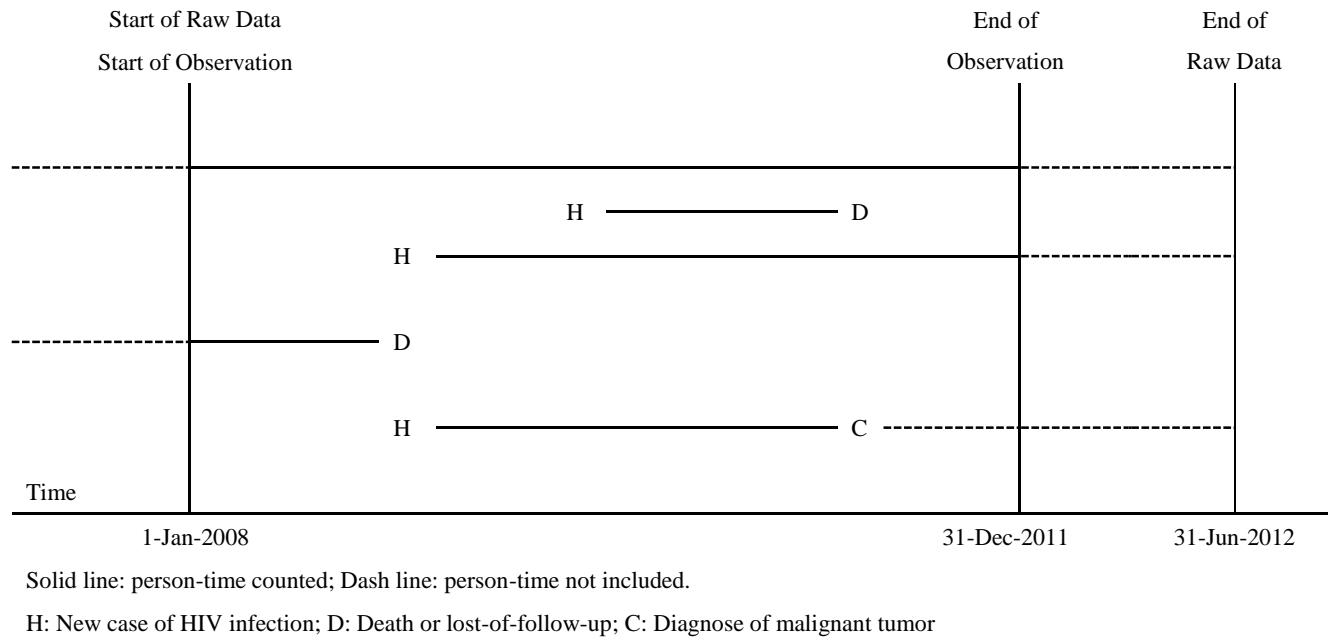 Start of Raw Data
Start of Observation
End of
Observation
End of
Raw Data
H
D
H
D
H
C
Time
1-Jan-2008
31-Dec-2011
31-Jun-2012
Solid line: person-time counted; Dash line: person-time not included.
H: New case of HIV infection; D: Death or lost-of-follow-up; C: Diagnose of malignant tumor